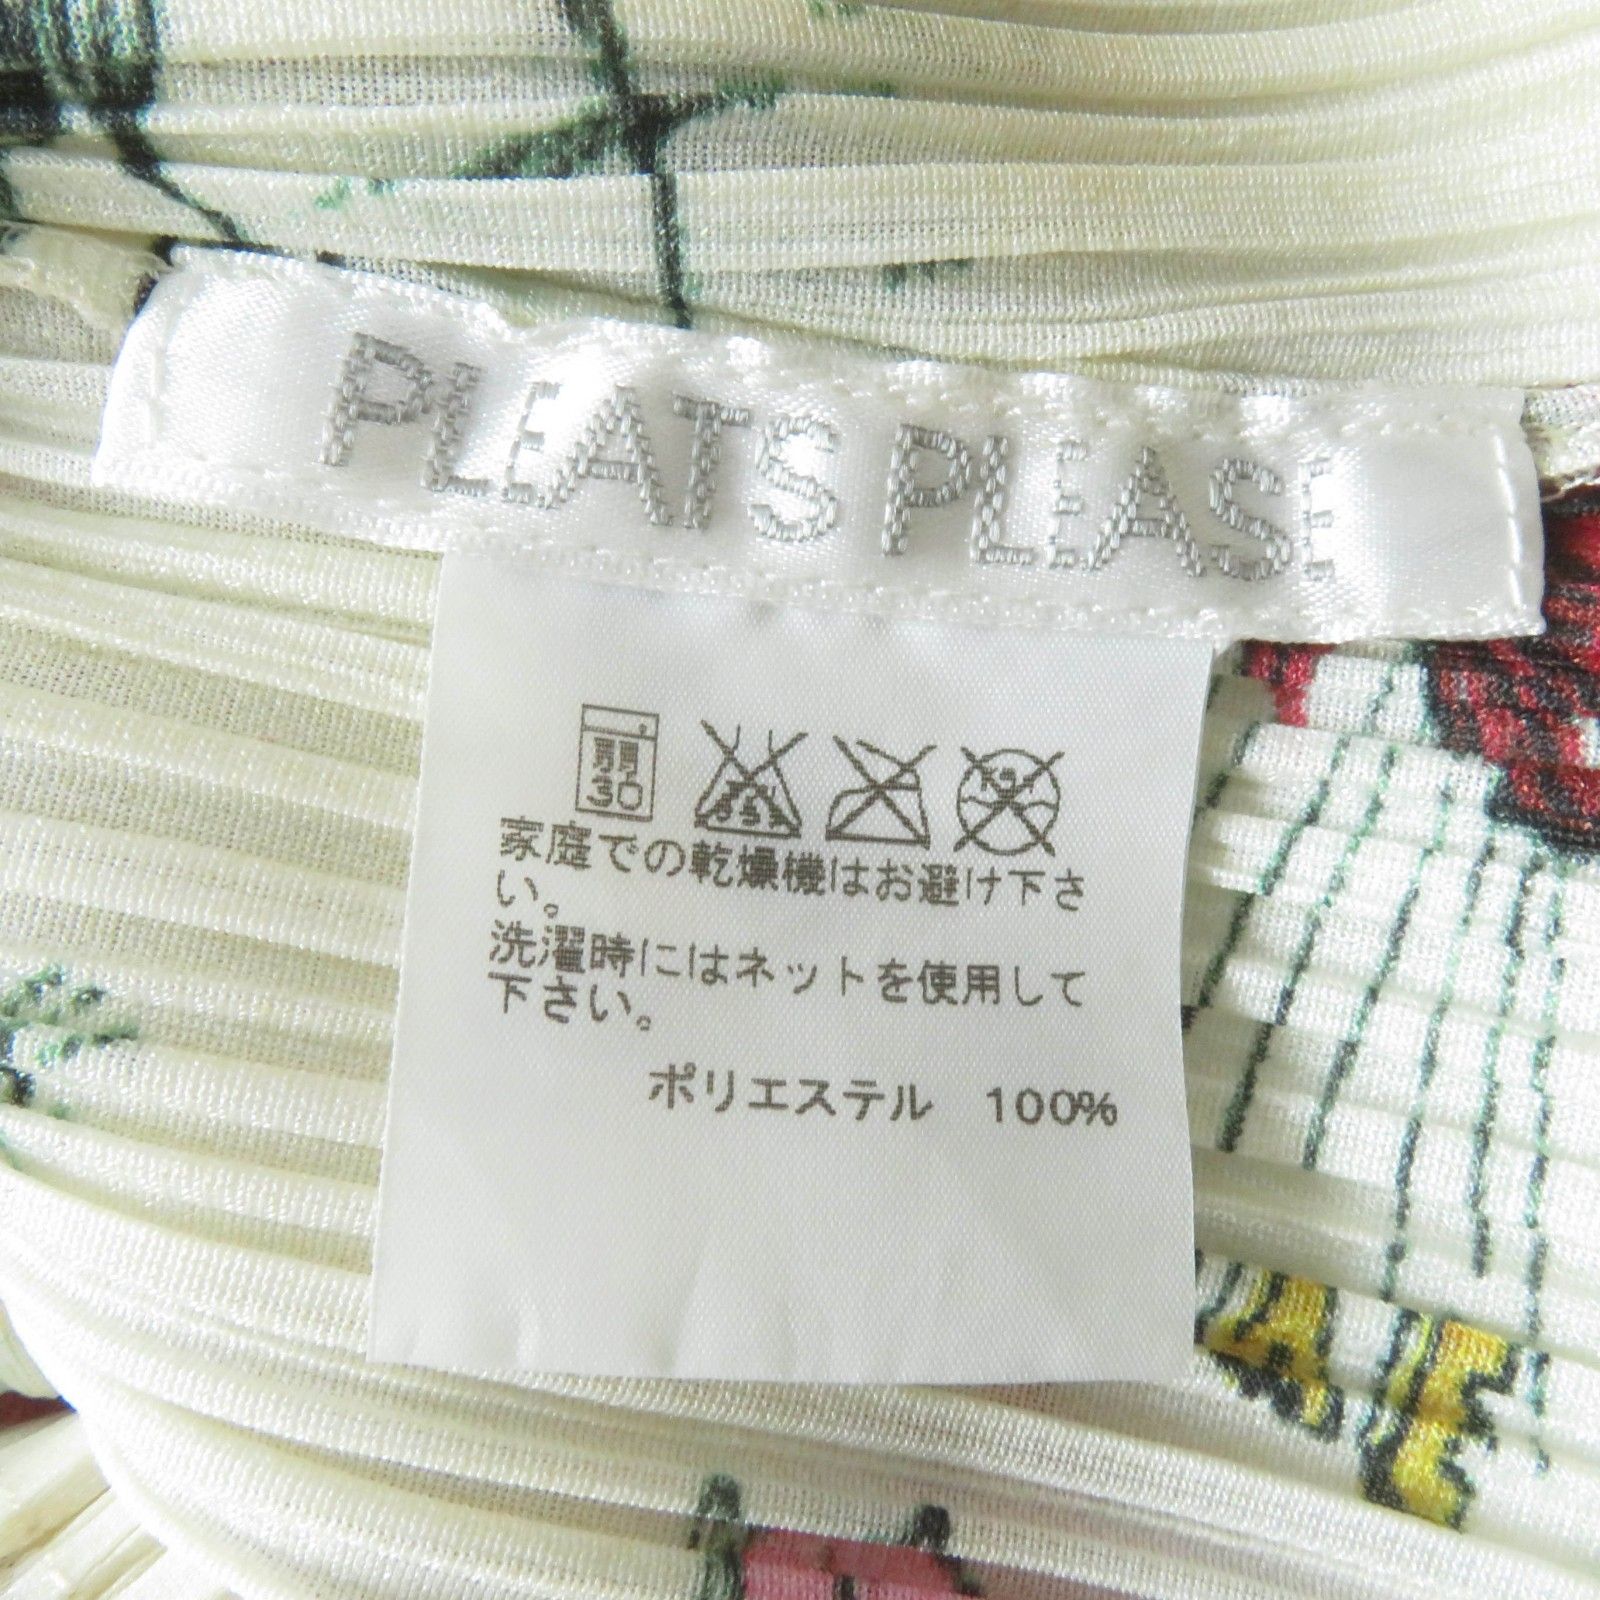 PLEATS PLEASE
弱
30
家庭での乾燥機はお避け下さ
い。
洗濯時にはネットを使用して
下さい。
ポリエステル 100%